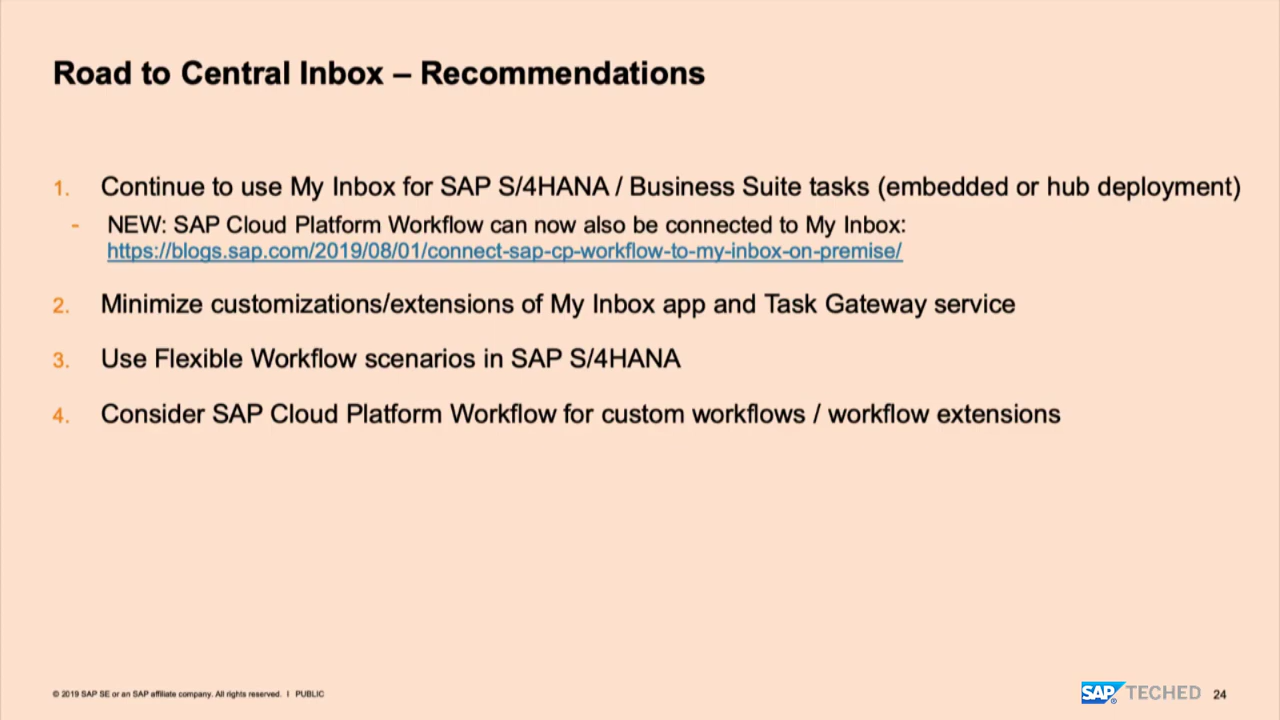 Road to Central Inbox – Recommendations
1. Continue to use My Inbox for SAP S/4HANA / Business Suite tasks (embedded or hub deployment)
- NEW: SAP Cloud Platform Workflow can now also be connected to My Inbox:
https://blogs.sap.com/2019/08/01/connect-sap-cp-workflow-to-my-inbox-on-premise/
2. Minimize customizations/extensions of My Inbox app and Task Gateway service
3. Use Flexible Workflow scenarios in SAP S/4HANA
4. Consider SAP Cloud Platform Workflow for custom workflows / workflow extensions
© 2019 SAP SE or an SAP affiliate company. All rights reserved. I PUBLIC
SAP® TECHED 24